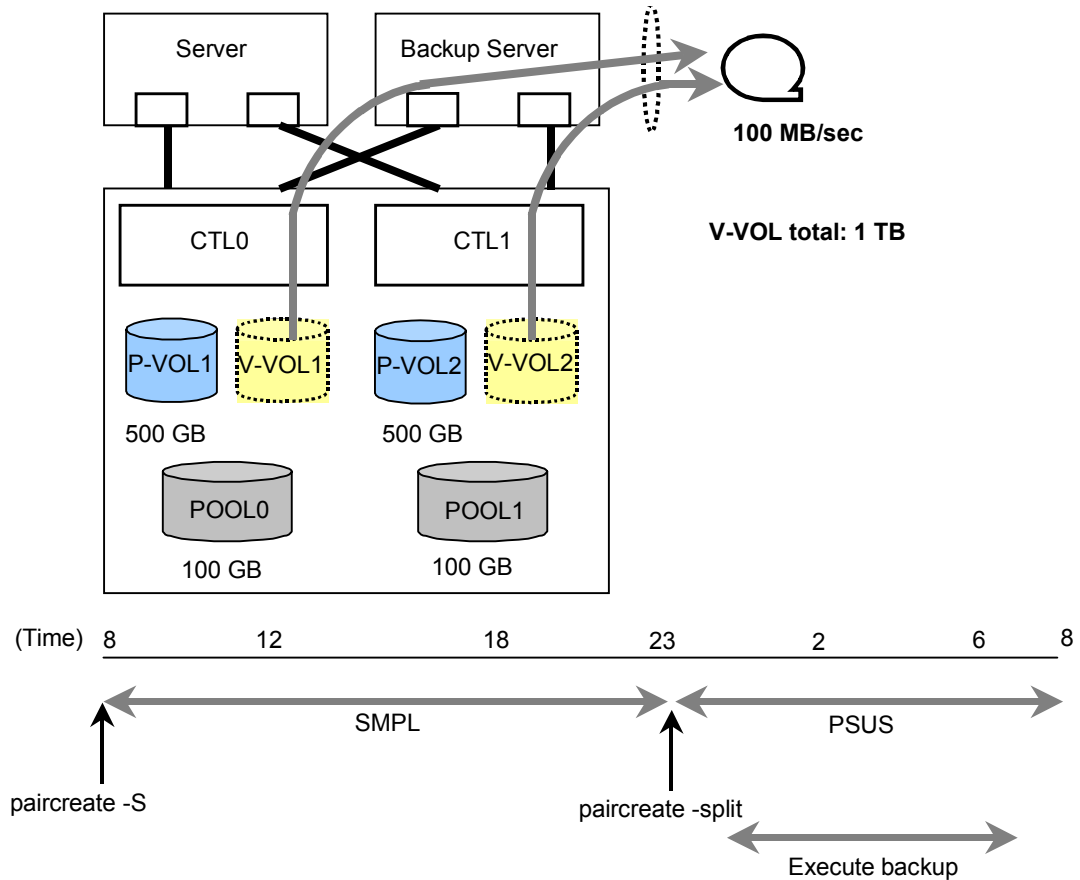 Server
Backup Server
100 MB/sec
CTL0
CTL1
V-VOL total: 1 TB
P-VOL1
V-VOL1
P-VOL2
V-VOL2
500 GB
500 GB
POOL0
POOL1
100 GB
100 GB
(Time) 8 12 18 23 2 6 8
SMPL
PSUS
paircreate -S
paircreate -split
Execute backup